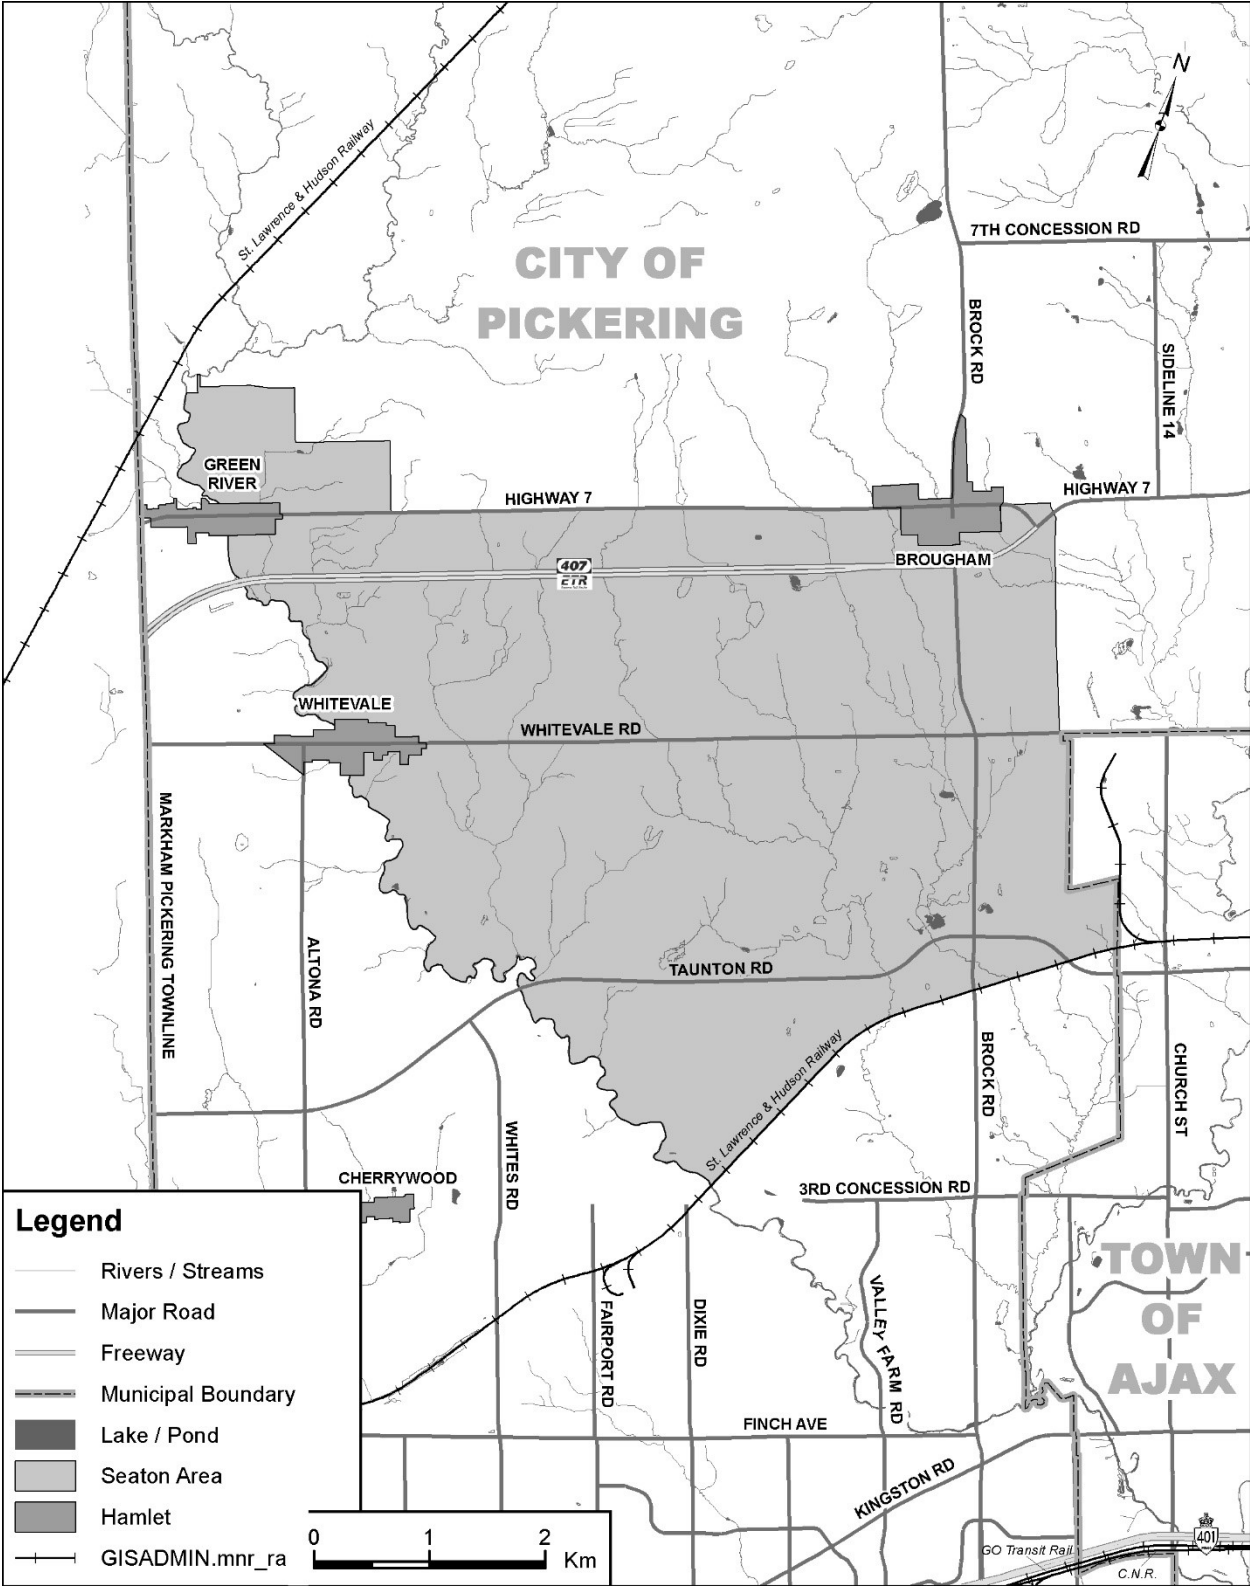 N
St. Lawrence & Hudson Railway
7TH CONCESSION RD
CITY OF
PICKERING
BROCK RD
SIDELINE 14
GREEN
RIVER
HIGHWAY 7
HIGHWAY 7
BROUGHAM
407
ETR
WHITEVALE
WHITEVALE RD
MARKHAM PICKERING TOWNLINE
ALTONA RD
TAUNTON RD
St. Lawrence & Hudson Railway
BROCK RD
CHURCH ST
WHITES RD
CHERRYWOOD
3RD CONCESSION RD
TOWN
OF
AJAX
VALLEY FARM RD
FAIRPORT RD
DIXIE RD
FINCH AVE
KINGSTON RD
401
GO Transit Rail
C.N.R.
Legend
Rivers / Streams
Major Road
Freeway
Municipal Boundary
Lake / Pond
Seaton Area
Hamlet
GISADMIN.mnr_ra
0 1 2
Km